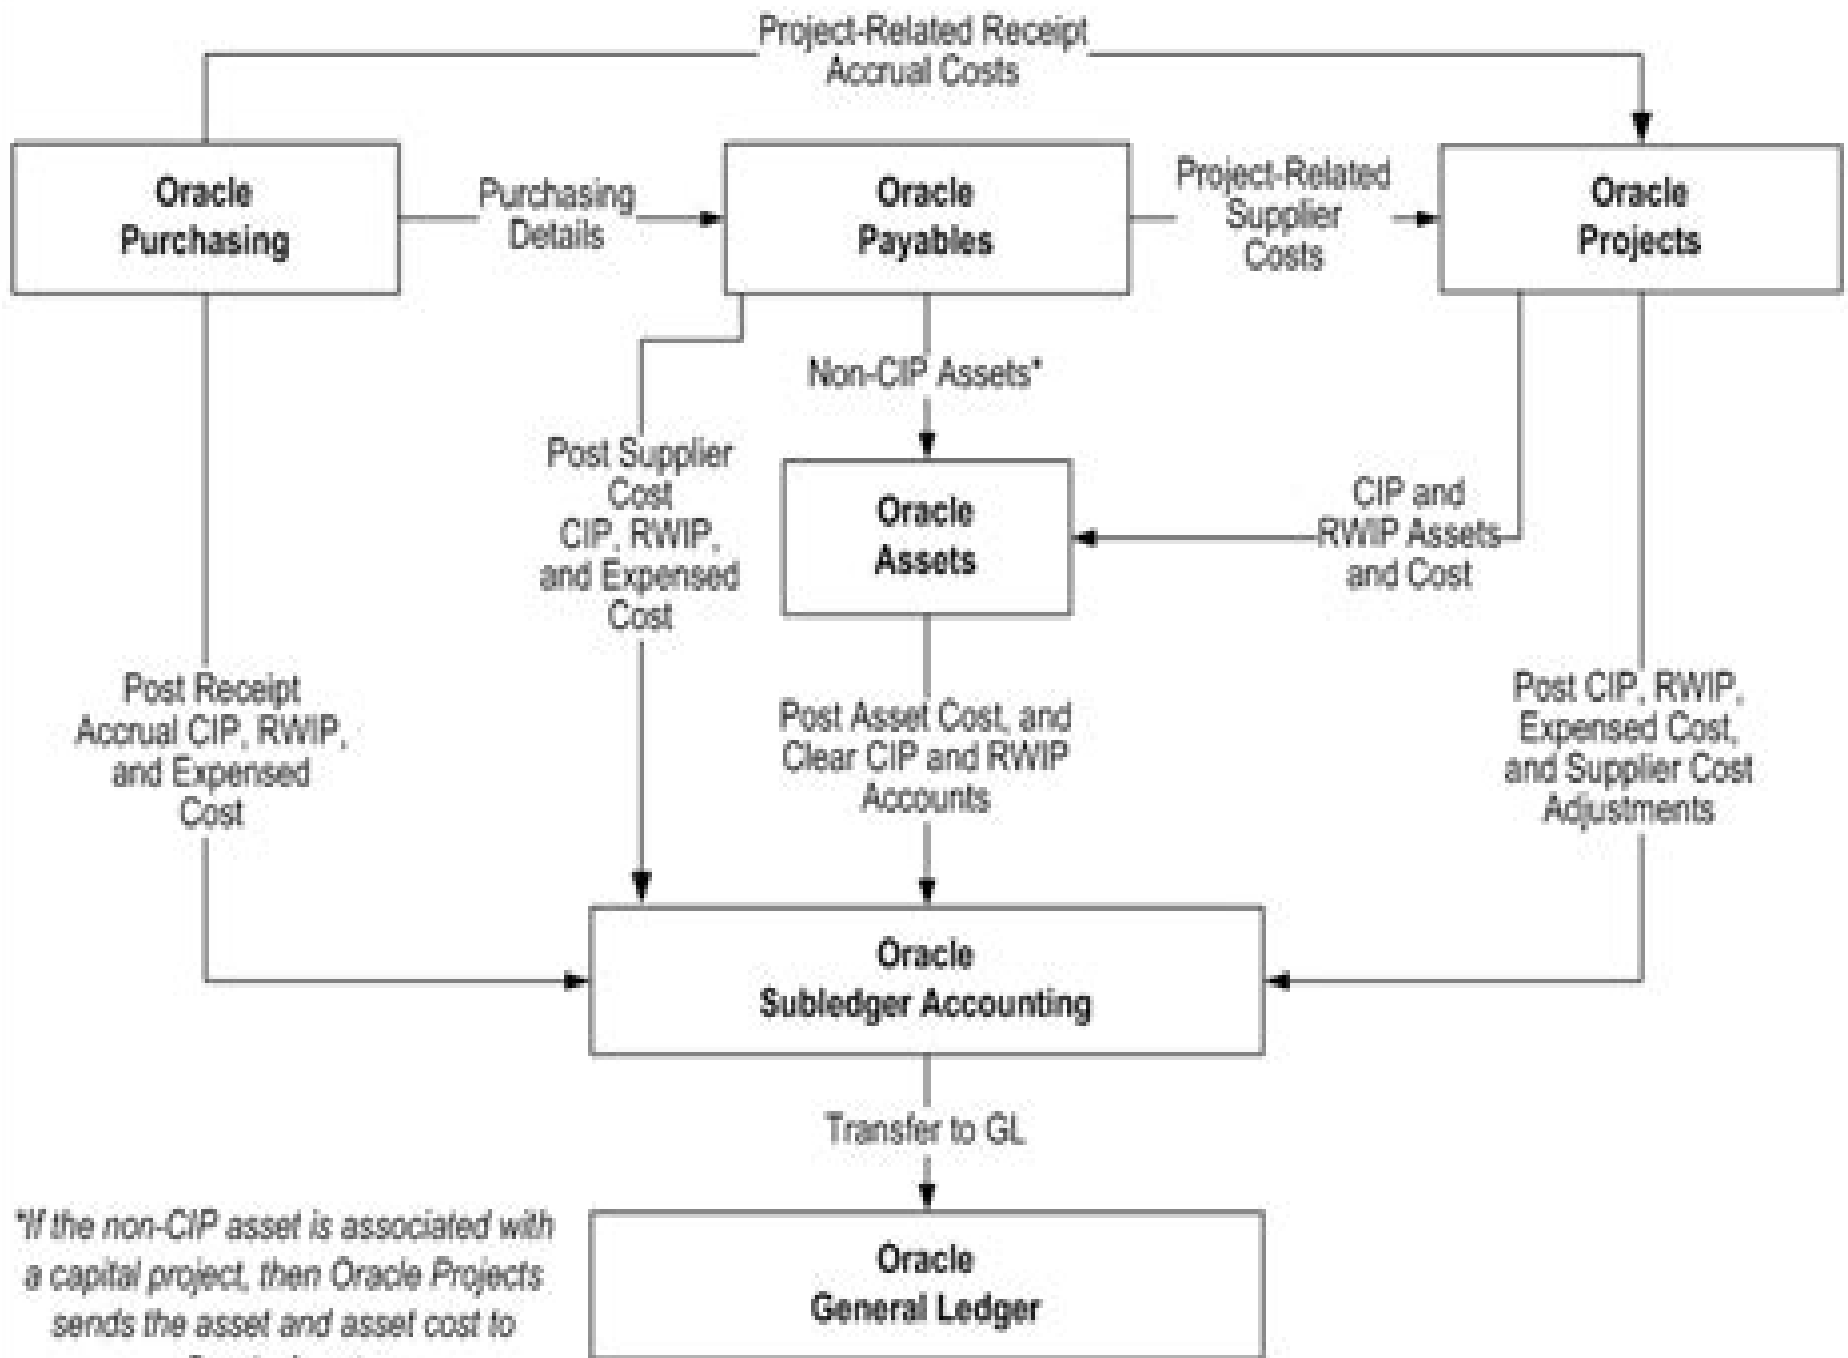 Project-Related Receipt
Accrual Costs
Oracle
Purchasing
Purchasing
Details
Oracle
Payables
Project-Related
Supplier
Costs
Oracle
Projects
Non-CIP Assets*
Post Supplier
Cost
CIP, RWIP,
and Expensed
Cost
Oracle
Assets
CIP and
RWIP Assets
and Cost
Post Receipt
Accrual CIP, RWIP,
and Expensed
Cost
Post Asset Cost, and
Clear CIP and RWIP
Accounts
Post CIP, RWIP,
Expensed Cost,
and Supplier Cost
Adjustments
Oracle
Subledger Accounting
Transfer to GL
*If the non-CIP asset is associated with
a capital project, then Oracle Projects
sends the asset and asset cost to
Oracle
General Ledger